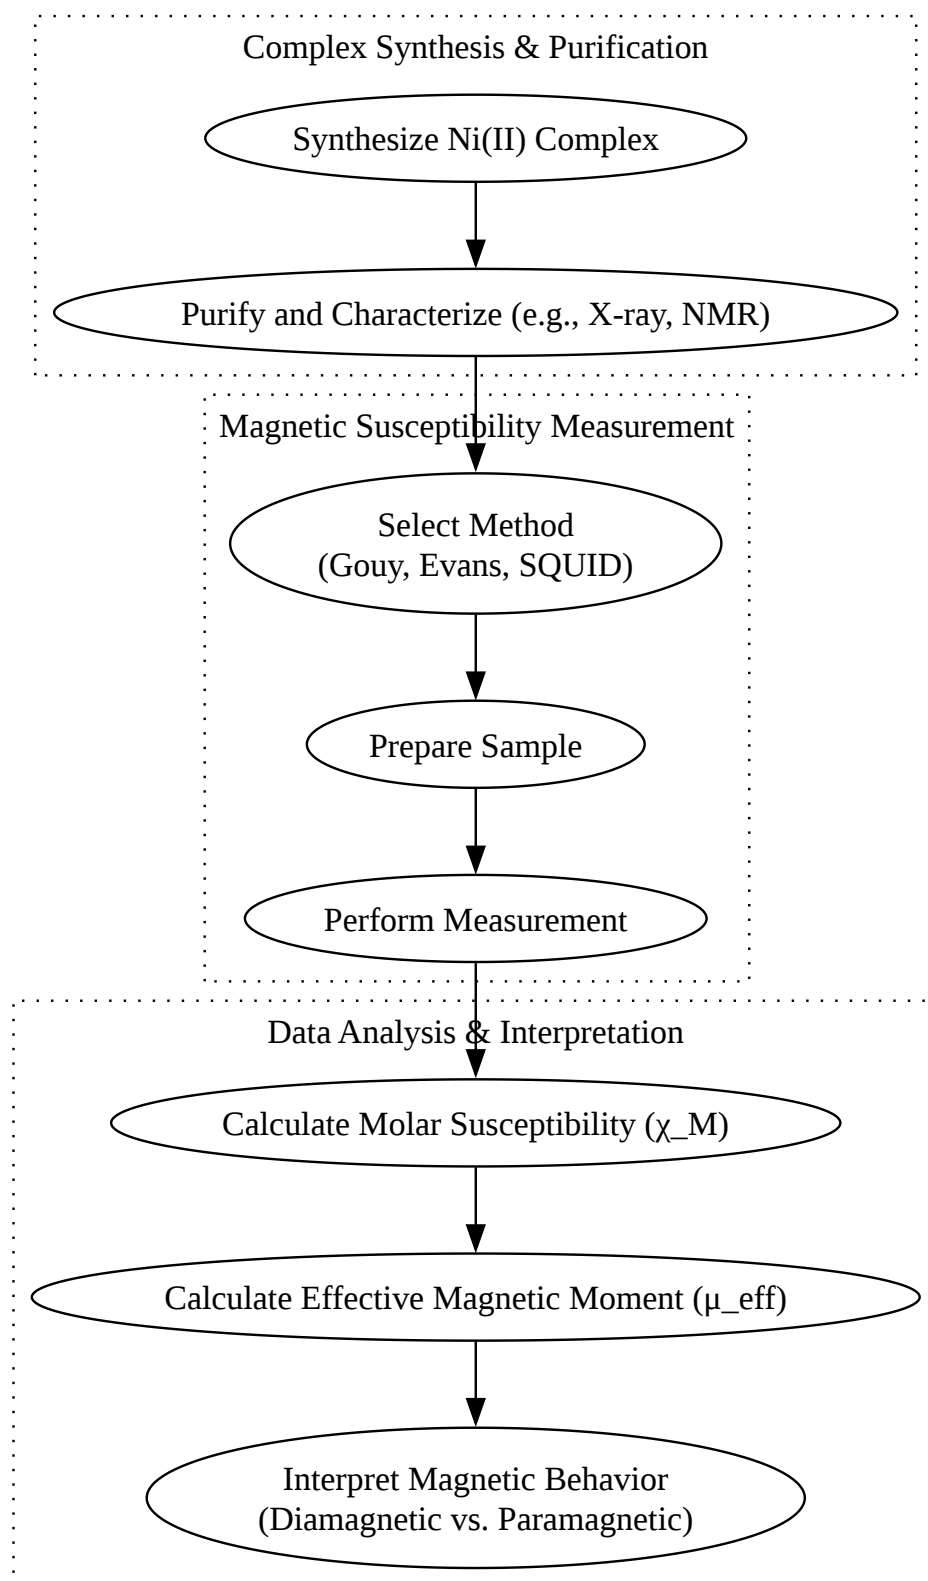 Complex Synthesis & Purification
Synthesize Ni(II) Complex
Purify and Characterize (e.g., X-ray, NMR)
Magnetic Susceptibility Measurement
Select Method
(Gouy, Evans, SQUID)
Prepare Sample
Perform Measurement
Data Analysis & Interpretation
Calculate Molar Susceptibility (χ_M)
Calculate Effective Magnetic Moment (μ_eff)
Interpret Magnetic Behavior
(Diamagnetic vs. Paramagnetic)